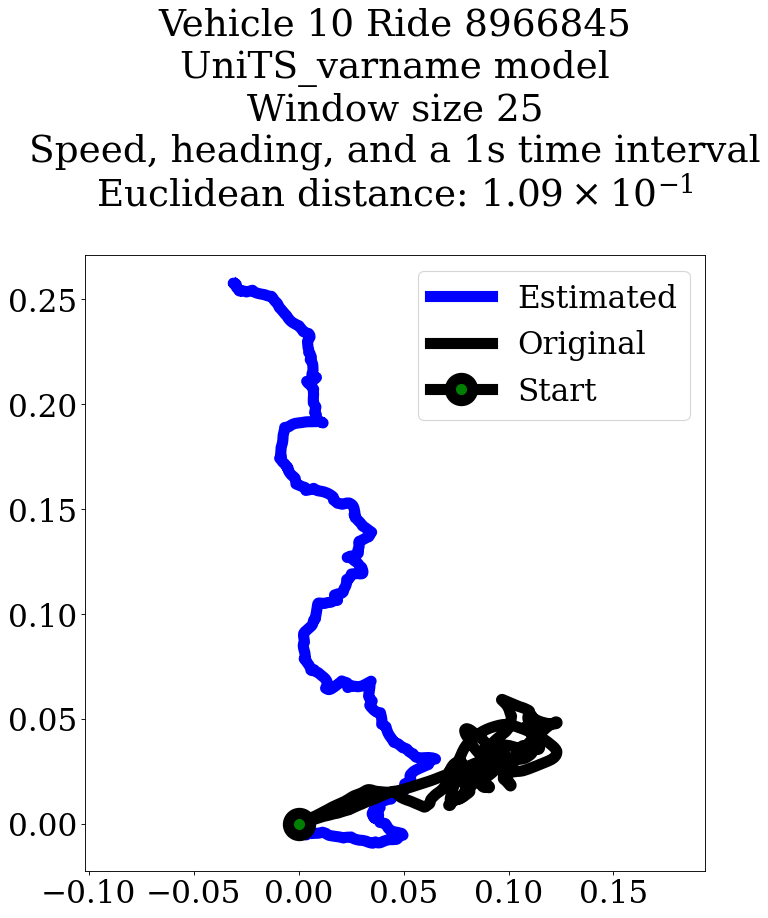 Vehicle 10 Ride 8966845
UniTS_varname model
Window size 25
Speed, heading, and a 1s time interval
Euclidean distance: 1.09 × 10⁻¹
Estimated
Original
Start
0.25
0.20
0.15
0.10
0.05
0.00
−0.10 −0.05 0.00 0.05 0.10 0.15